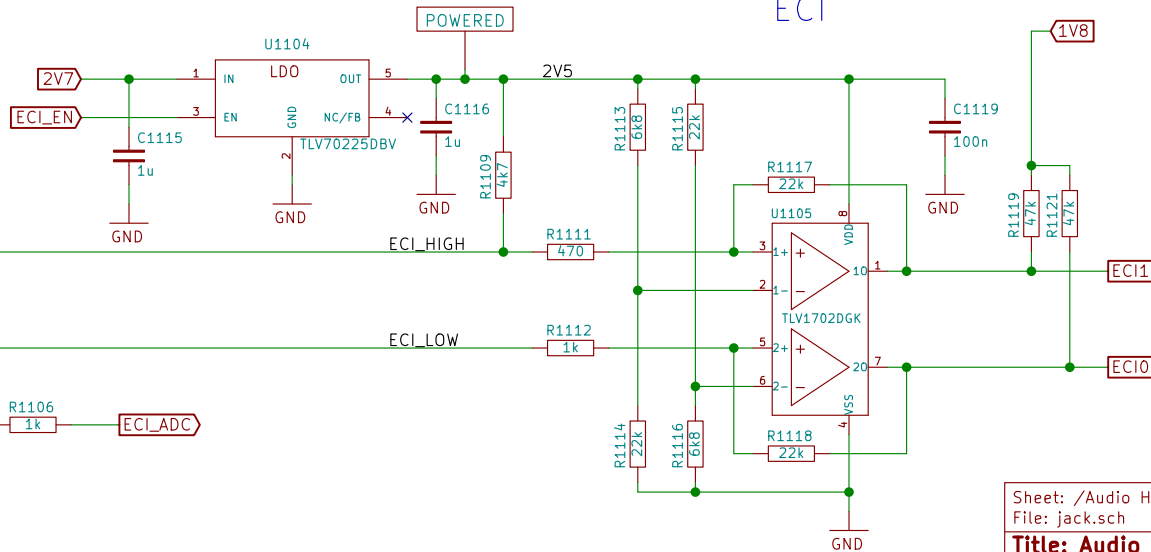 ECI
POWERED
1V8
U1104
2V7
1
IN
LDO
OUT
5
2V5
ECI_EN
3
EN
GND
NC/FB
4
C1116
1u
C1115
1u
2
TLV70225DBV
R1109
4k7
R1113
6k8
R1115
22k
C1119
100n
GND
GND
GND
GND
R1117
22k
U1105
8
VDD
R1119
47k
R1121
47k
ECI_HIGH
R1111
470
3
1+
+
1O
1
ECI1
2
1-
−
TLV1702DGK
ECI_LOW
R1112
1k
5
2+
+
2O
7
ECI0
6
2-
−
VSS
4
R1106
1k
ECI_ADC
R1114
22k
R1116
6k8
R1118
22k
GND
Sheet: /Audio H
File: jack.sch
Title: Audio